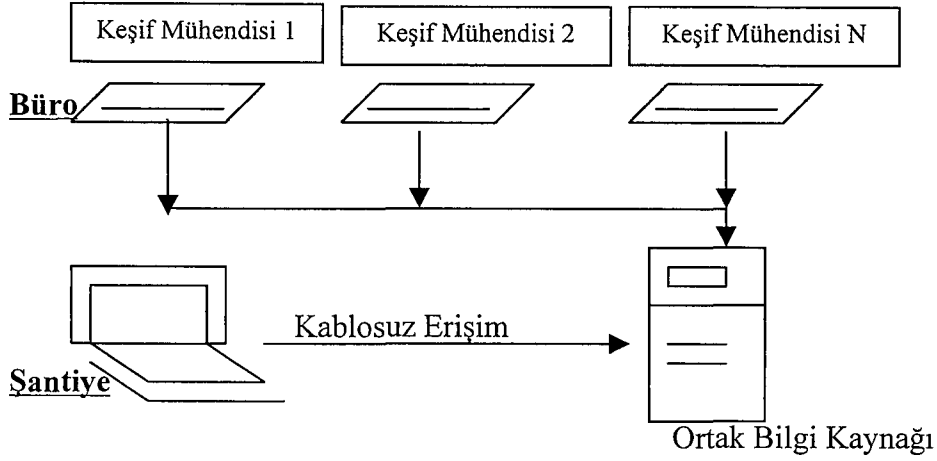 Keşif Mühendisi 1
Keşif Mühendisi 2
Keşif Mühendisi N
Büro
Kablosuz Erişim
Şantiye
Ortak Bilgi Kaynağı